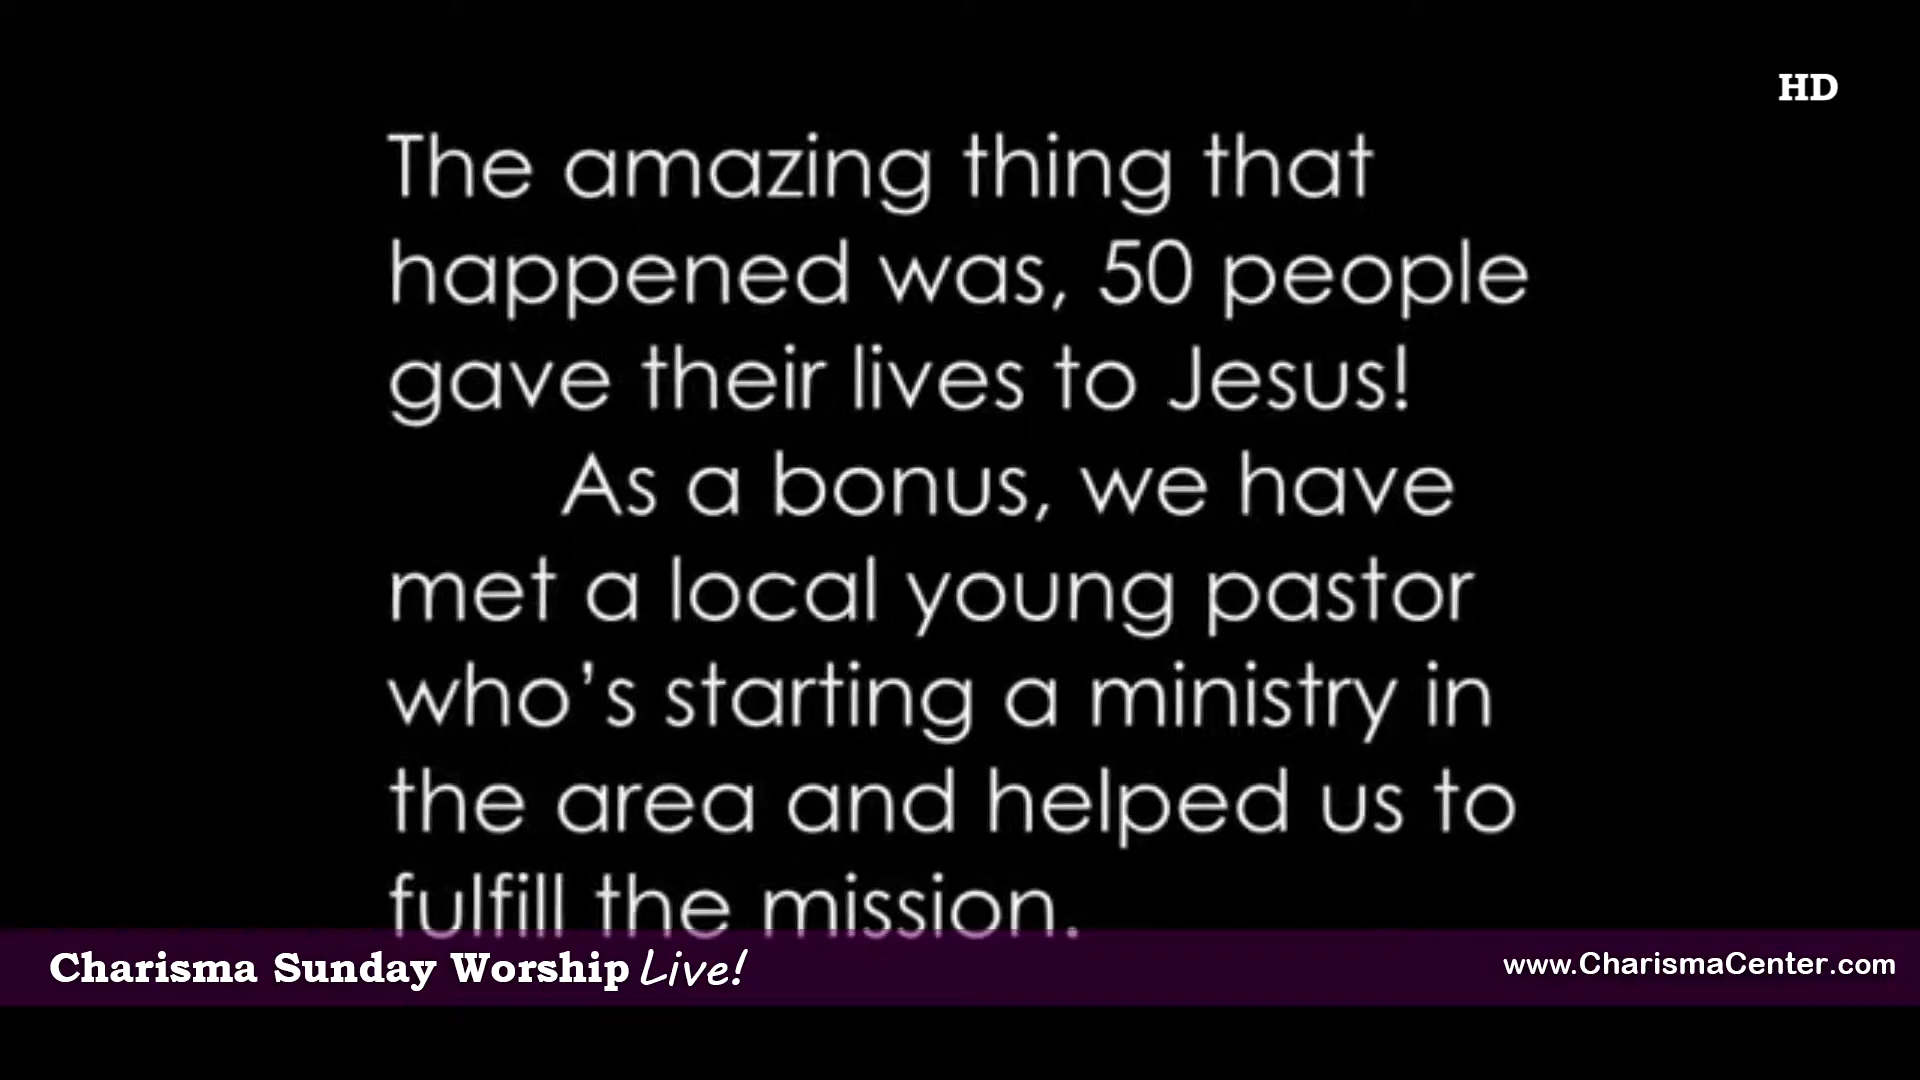 HD
The amazing thing that
happened was, 50 people
gave their lives to Jesus!
As a bonus, we have
met a local young pastor
who’s starting a ministry in
the area and helped us to
fulfill the mission.
Charisma Sunday Worship Live!
www.CharismaCenter.com